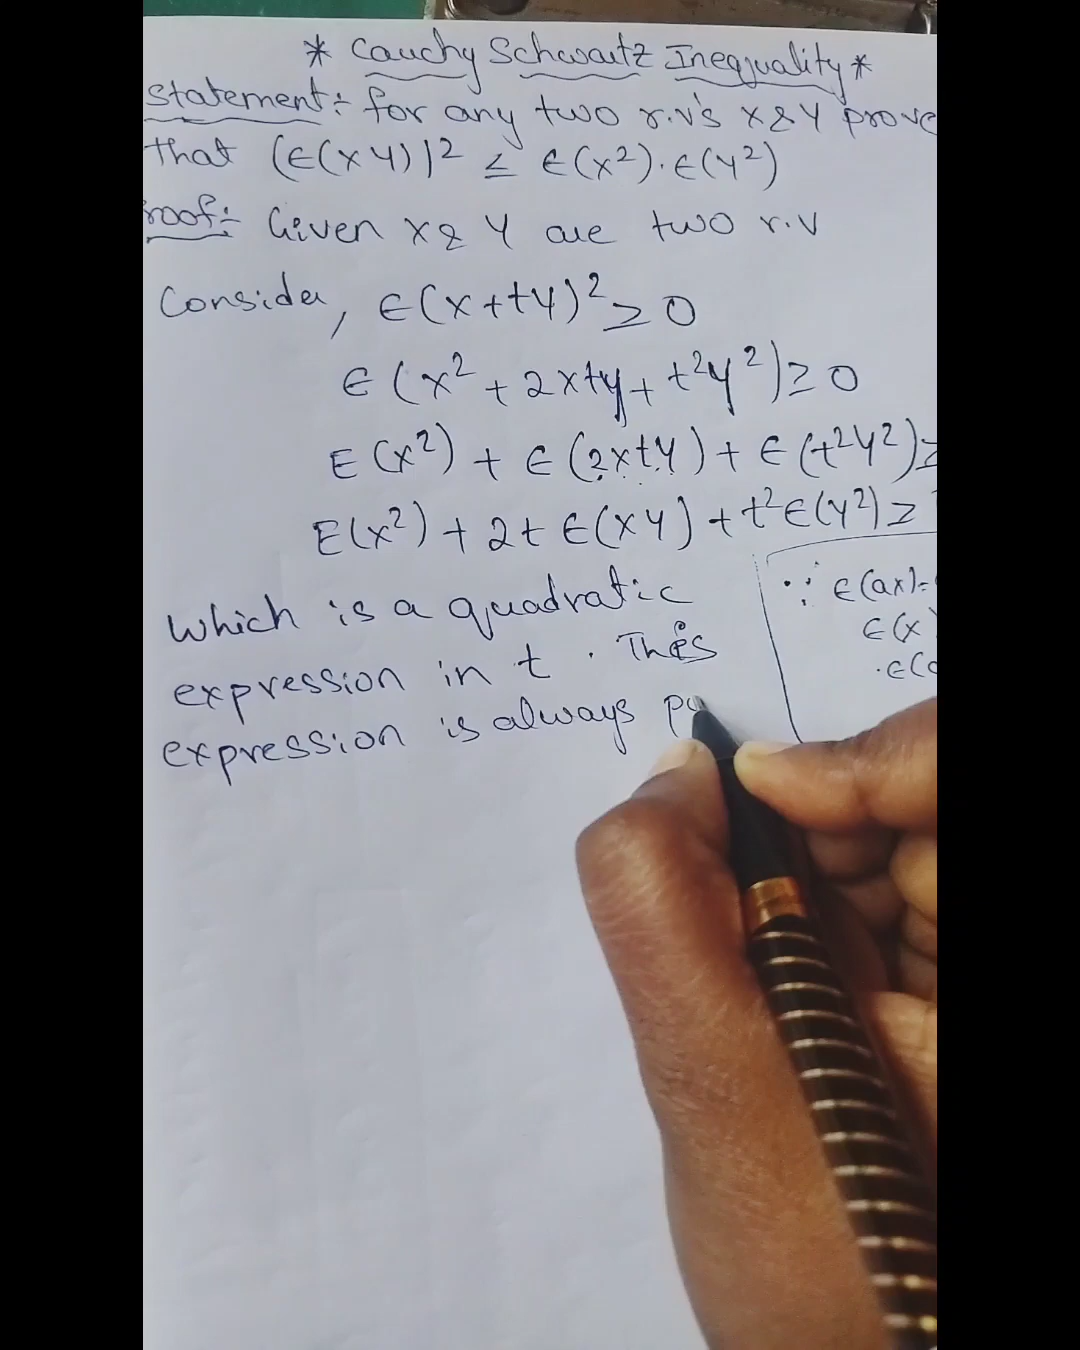 * Cauchy Schwartz Inequality *
Statement:- for any two r.v's X & Y prove
that (E(XY))² ≤ E(X²).E(Y²)
roof:- Given X & Y are two r.v
Consider, E(X+tY)² ≥ 0
E(X² + 2XtY + t²Y²) ≥ 0
E(X²) + E(2XtY) + E(t²Y²) ≥
E(X²) + 2t E(XY) + t²E(Y²) ≥
∵ E(ax)=
E(X
.E(
which is a quadratic
expression in t . This
expression is always po